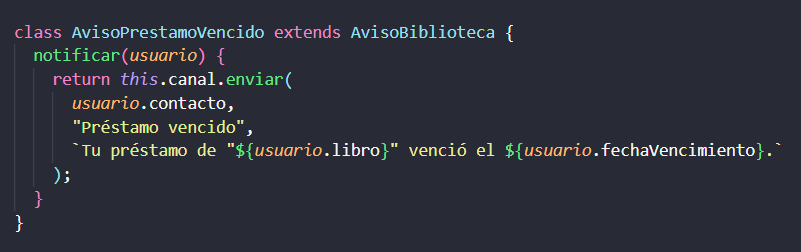 class AvisoPrestamoVencido extends AvisoBiblioteca {
  notificar(usuario) {
    return this.canal.enviar(
      usuario.contacto,
      "Préstamo vencido",
      `Tu préstamo de "${usuario.libro}" venció el ${usuario.fechaVencimiento}.`
    );
  }
}